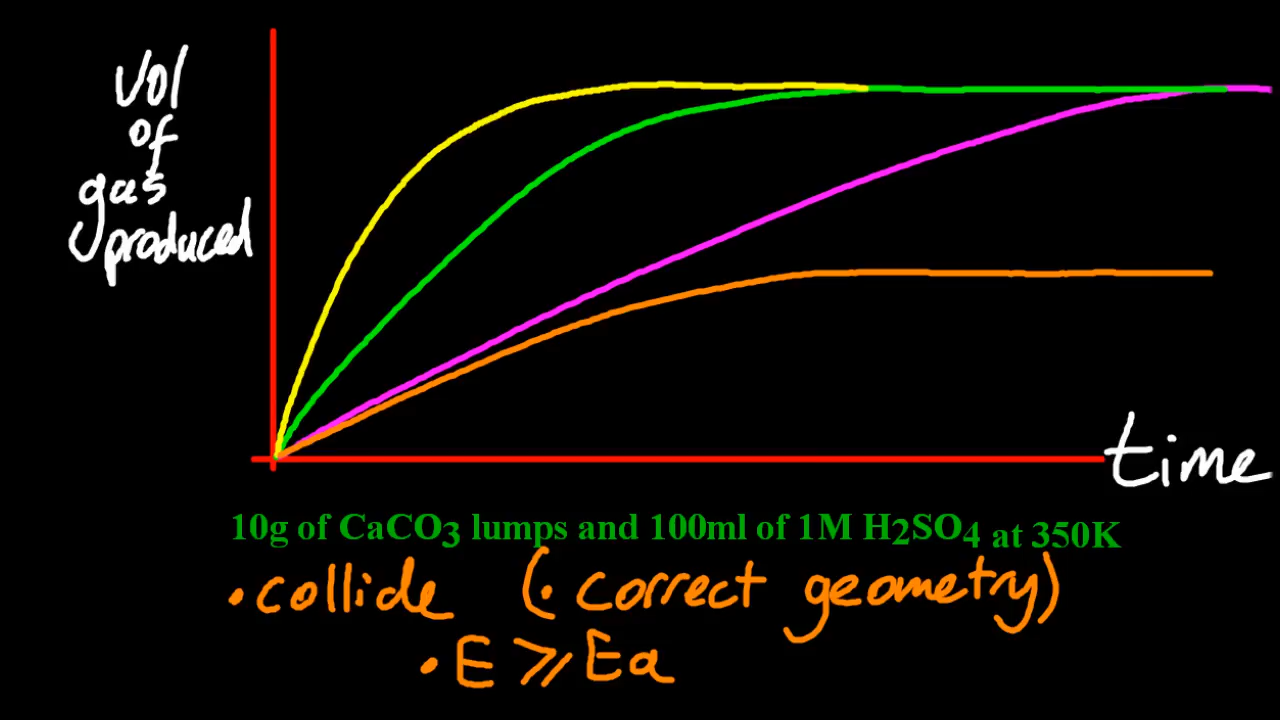 Vol
of
gas
produced
time
10g of CaCO3 lumps and 100ml of 1M H2SO4 at 350K
• collide (• correct geometry)
• E ⩾ Ea